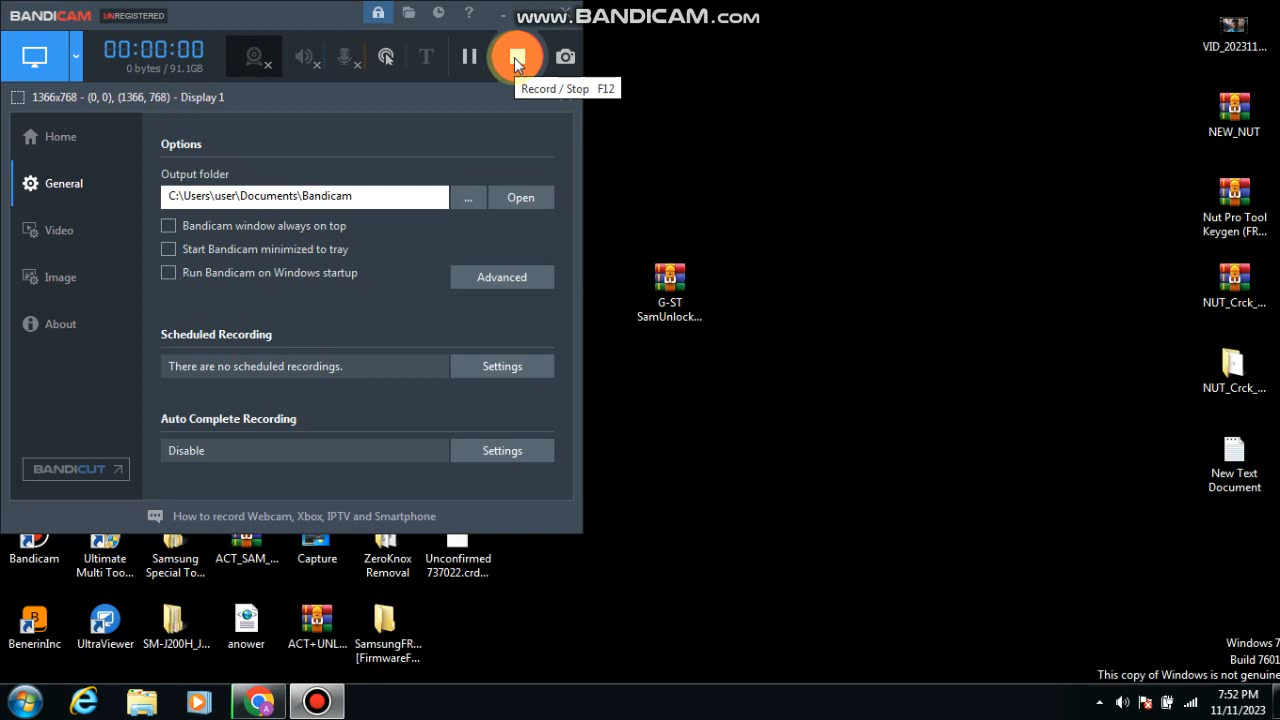 BANDICAM UNREGISTERED
www.BANDICAM.com
00:00:00
0 bytes / 91.1GB
T
Record / Stop F12
1366x768 - (0, 0), (1366, 768) - Display 1
Home
General
Video
Image
About
BANDICUT
Options
Output folder
C:\Users\user\Documents\Bandicam
...
Open
Bandicam window always on top
Start Bandicam minimized to tray
Run Bandicam on Windows startup
Advanced
Scheduled Recording
There are no scheduled recordings.
Settings
Auto Complete Recording
Disable
Settings
How to record Webcam, Xbox, IPTV and Smartphone
G-ST
SamUnlock...
VID_202311...
NEW_NUT
Nut Pro Tool
Keygen (FR...
NUT_Crck_...
NUT_Crck_...
New Text
Document
Bandicam
Ultimate
Multi Too...
Samsung
Special To...
ACT_SAM_...
Capture
ZeroKnox
Removal
Unconfirmed
737022.crd...
BenerinInc
UltraViewer
SM-J200H_J...
anower
ACT+UNL...
SamsungFR...
[FirmwareF...
Windows 7
Build 7601
This copy of Windows is not genuine
7:52 PM
11/11/2023